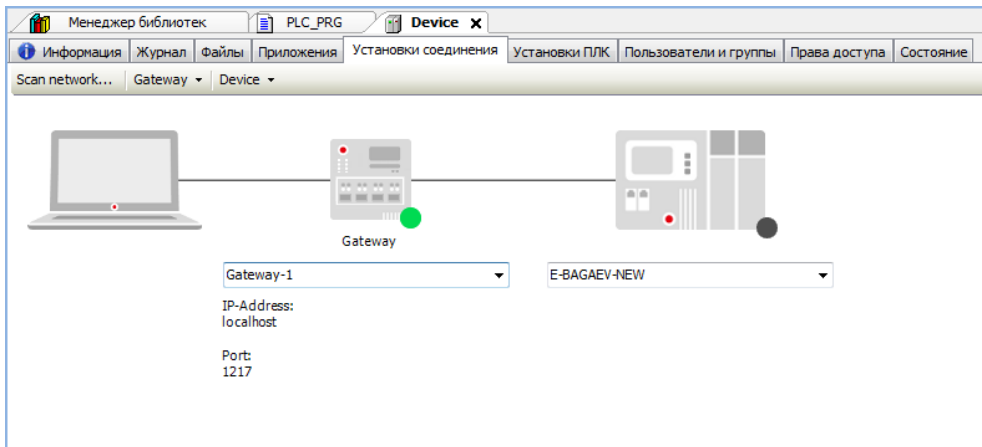 Менеджер библиотек PLC_PRG Device
Информация Журнал Файлы Приложения Установки соединения Установки ПЛК Пользователи и группы Права доступа Состояние
Scan network... Gateway Device
Gateway
Gateway-1 E-BAGAEV-NEW
IP-Address:
localhost
Port:
1217